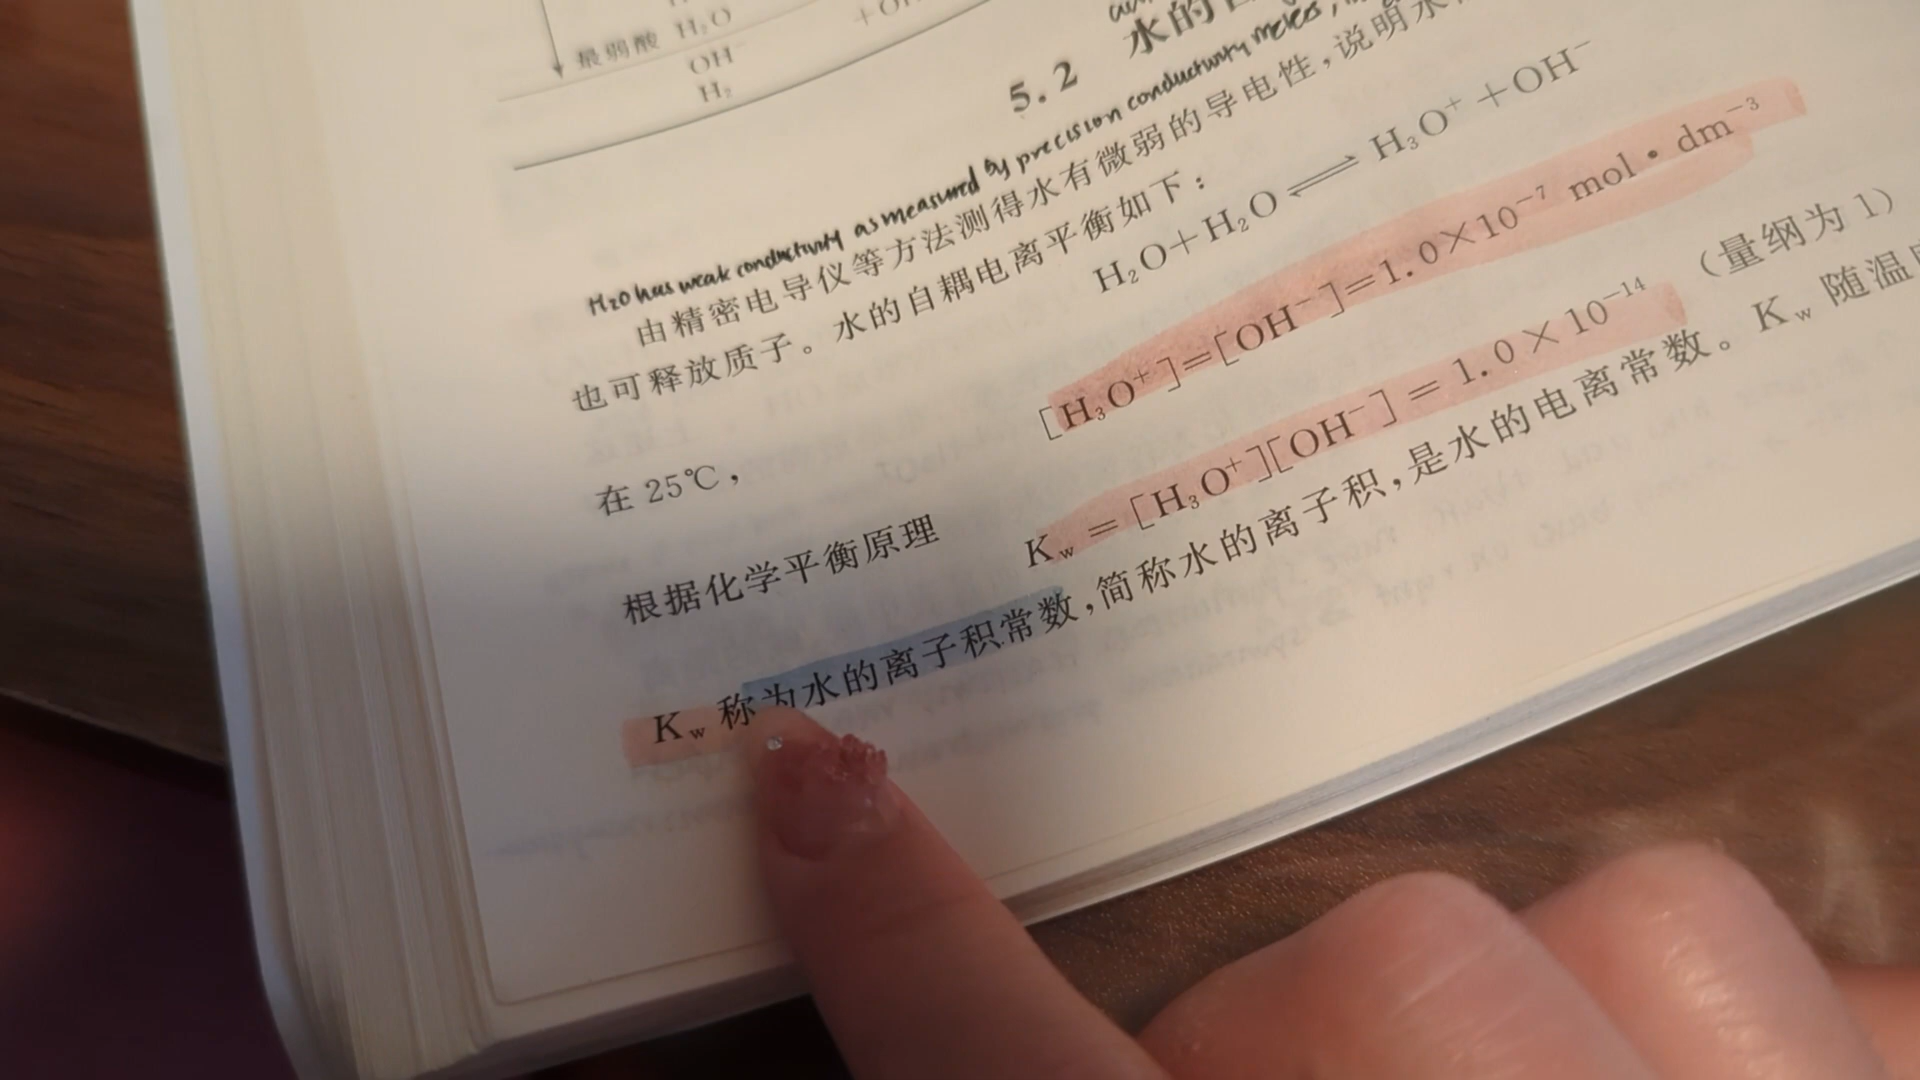 H₂O
最弱酸
OH⁻
H₂
5.2 水的
H2O has weak conductivity as measured by precision conductivity meters,
由精密电导仪等方法测得水有微弱的导电性,说明水
也可释放质子。水的自耦电离平衡如下:
H₂O+H₂O⇌H₃O⁺+OH⁻
在 25℃, [H₃O⁺]=[OH⁻]=1.0×10⁻⁷ mol·dm⁻³
根据化学平衡原理 Kw=[H₃O⁺][OH⁻]=1.0×10⁻¹⁴ (量纲为 1)
Kw 称为水的离子积常数,简称水的离子积,是水的电离常数。Kw 随温